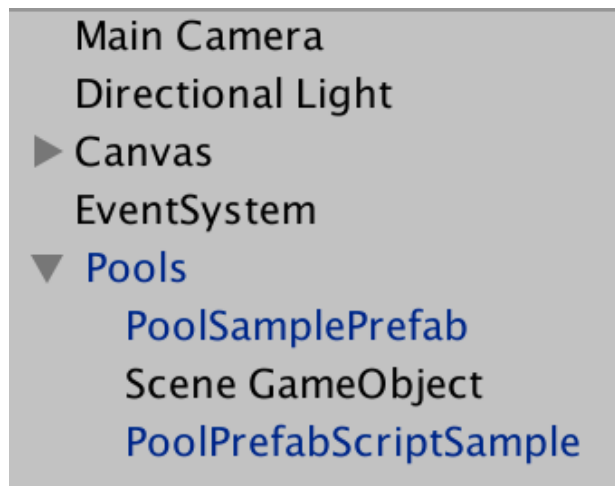 Main Camera
Directional Light
Canvas
EventSystem
Pools
PoolSamplePrefab
Scene GameObject
PoolPrefabScriptSample